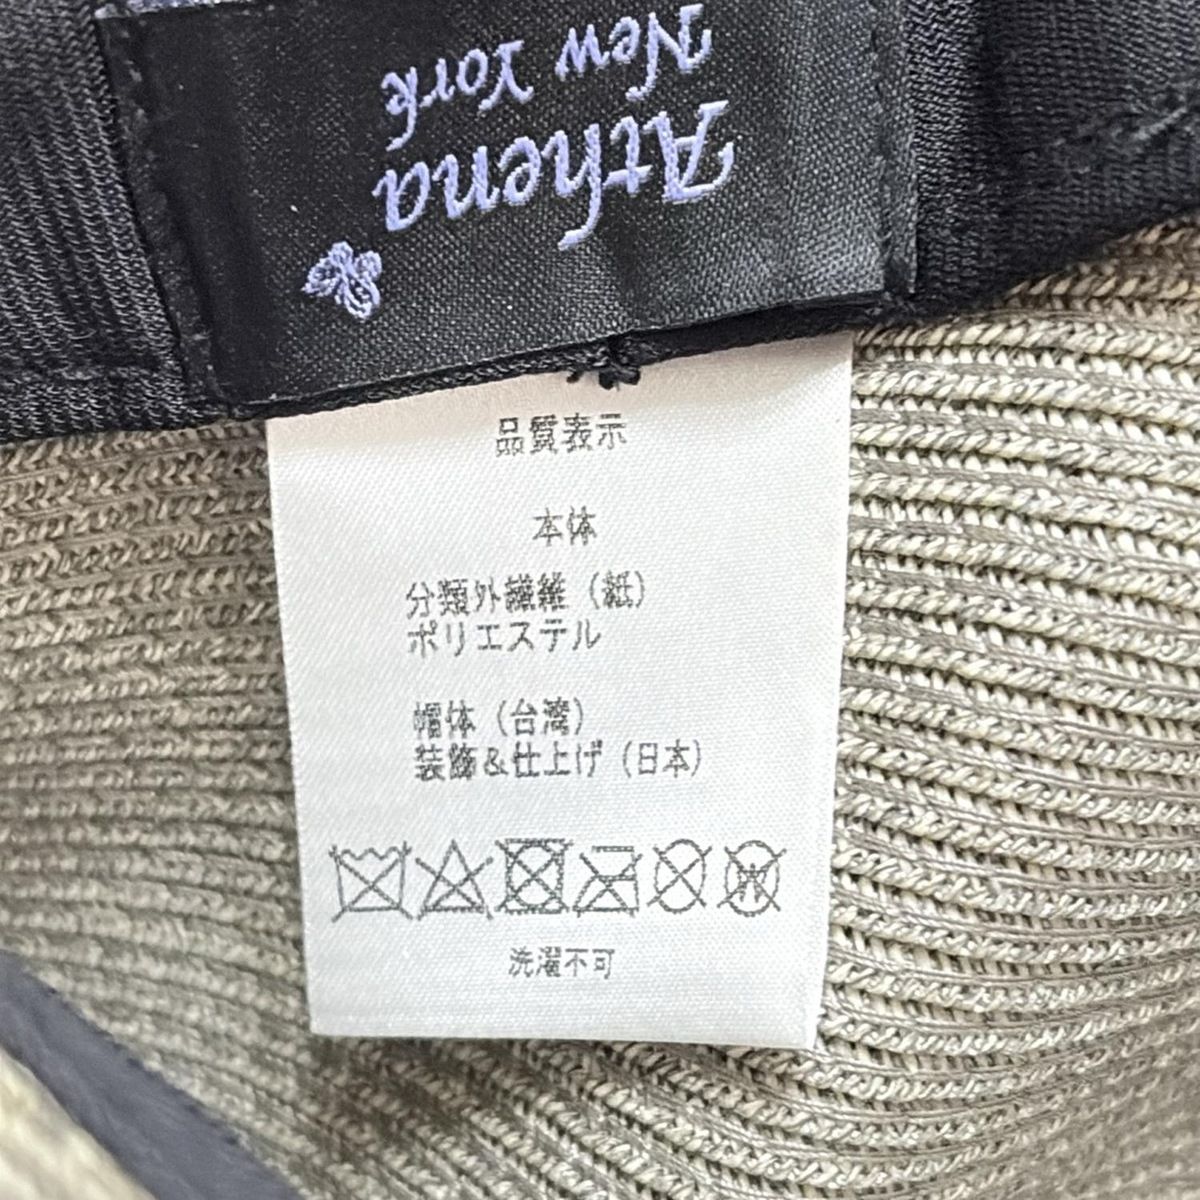 Athena
New York
品質表示
本体
分類外繊維（紙）
ポリエステル
帽体（台湾）
装飾&仕上げ（日本）
洗濯不可